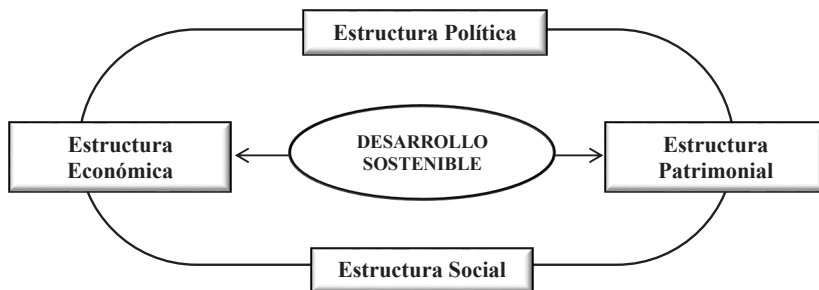 Estructura Política
Estructura
Económica
DESARROLLO
SOSTENIBLE
Estructura
Patrimonial
Estructura Social